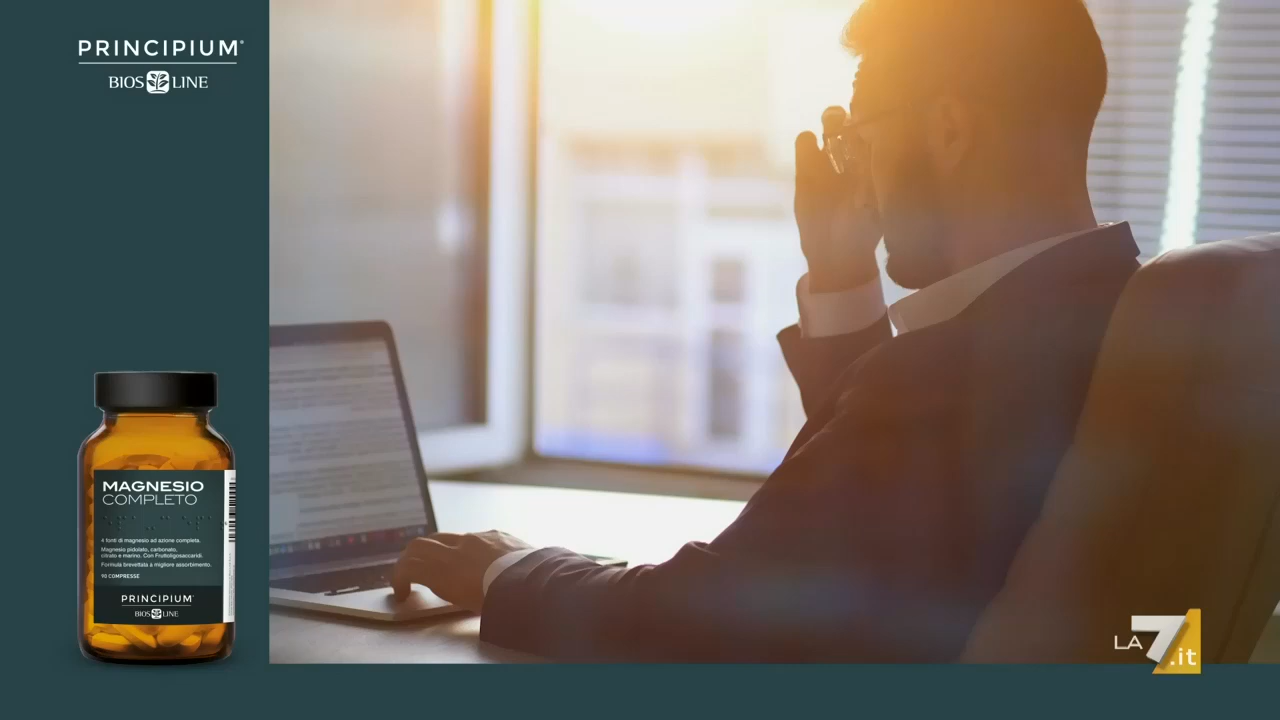 PRINCIPIUM®
BIOS LINE
MAGNESIO
COMPLETO
4 fonti di magnesio ad azione completa.
Magnesio pidolato, carbonato,
citrato e marino. Con Fruttoligosaccaridi.
Formula brevettata a migliore assorbimento.
90 COMPRESSE
PRINCIPIUM®
BIOS LINE
LA7.it